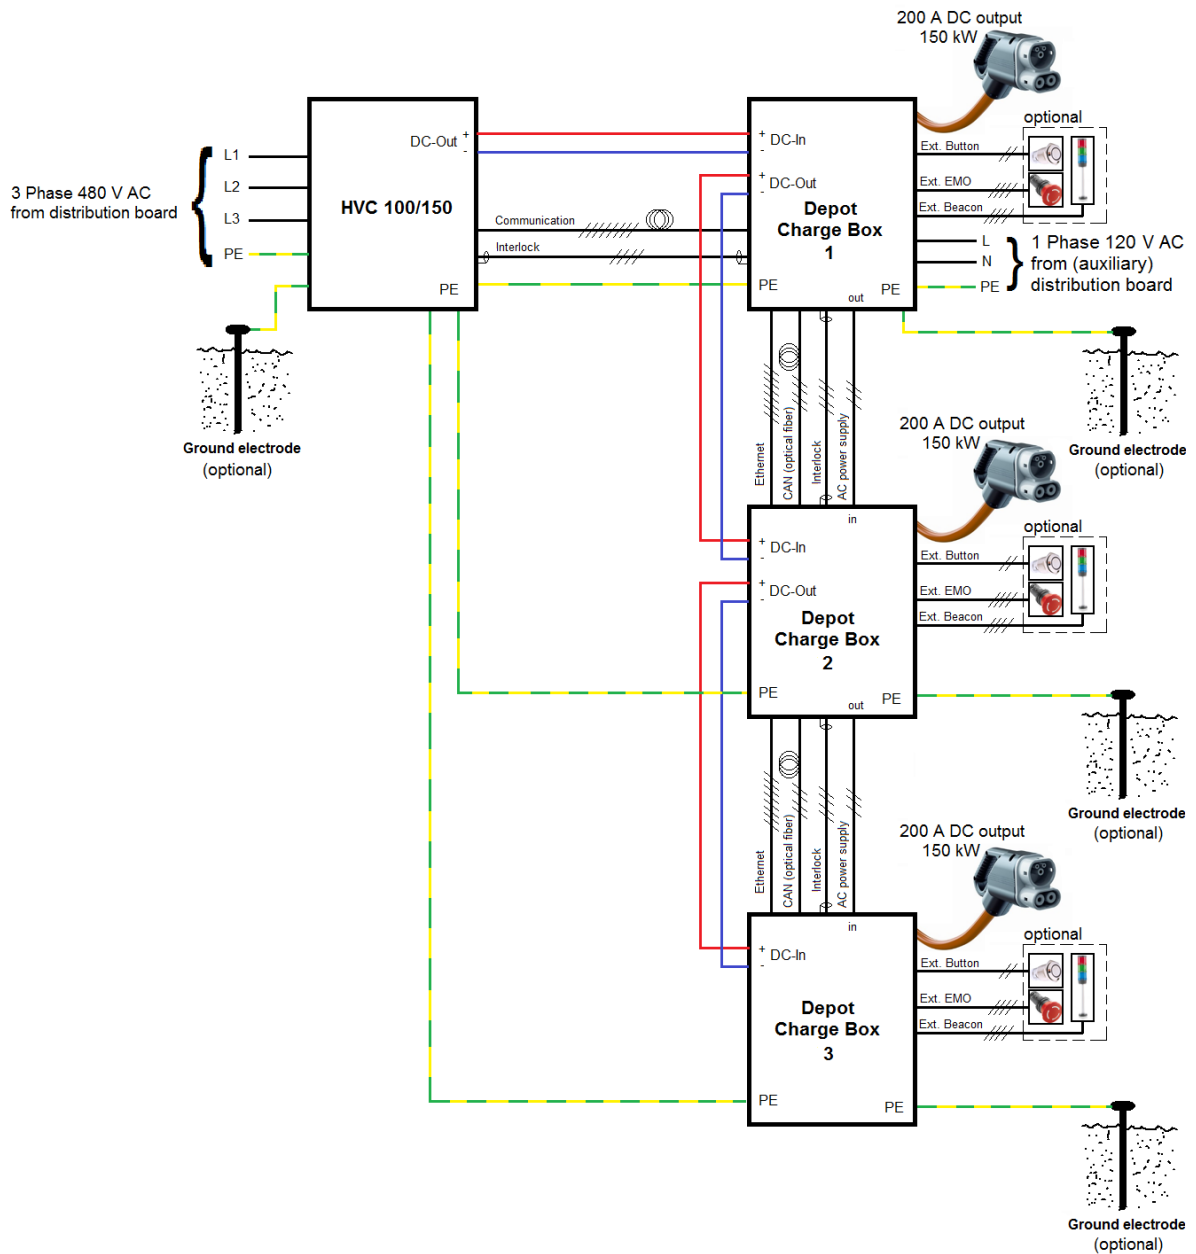 200 A DC output
150 kW
optional
DC-Out
+
-
+
DC-In
-
Ext. Button
L1
3 Phase 480 V AC
from distribution board
L2
L3
PE
HVC 100/150
+
DC-Out
-
Ext. EMO
Ext. Beacon
Communication
Interlock
Depot
Charge Box
1
L
N
PE
1 Phase 120 V AC
from (auxiliary)
distribution board
PE
PE
PE
out
Ground electrode
(optional)
Ground electrode
(optional)
Ethernet
CAN (optical fiber)
Interlock
AC power supply
200 A DC output
150 kW
optional
in
+
DC-In
-
+
DC-Out
-
Ext. Button
Ext. EMO
Ext. Beacon
Depot
Charge Box
2
PE
PE
out
Ground electrode
(optional)
Ethernet
CAN (optical fiber)
Interlock
AC power supply
200 A DC output
150 kW
optional
in
+
DC-In
-
Ext. Button
Ext. EMO
Ext. Beacon
Depot
Charge Box
3
PE
PE
Ground electrode
(optional)